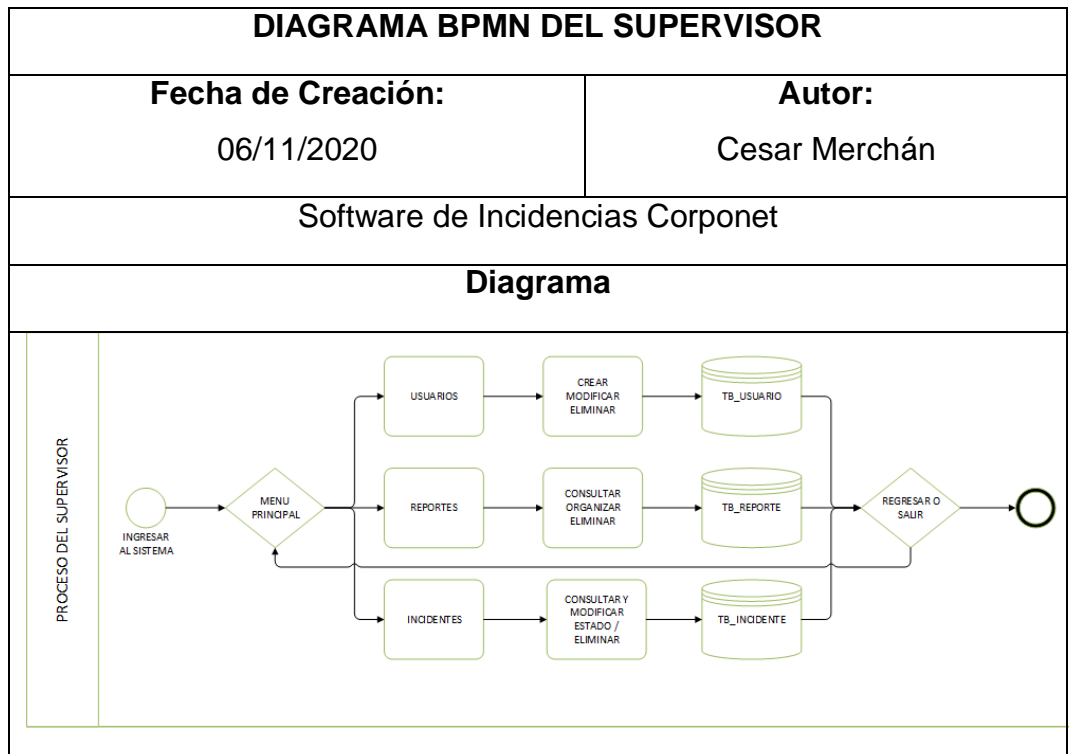 DIAGRAMA BPMN DEL SUPERVISOR
Fecha de Creación:
06/11/2020
Autor:
Cesar Merchán
Software de Incidencias Corponet
Diagrama
PROCESO DEL SUPERVISOR
INGRESAR
AL SISTEMA
MENU
PRINCIPAL
USUARIOS
CREAR
MODIFICAR
ELIMINAR
TB_USUARIO
REPORTES
CONSULTAR
ORGANIZAR
ELIMINAR
TB_REPORTE
INCIDENTES
CONSULTAR Y
MODIFICAR
ESTADO /
ELIMINAR
TB_INCIDENTE
REGRESAR O
SALIR